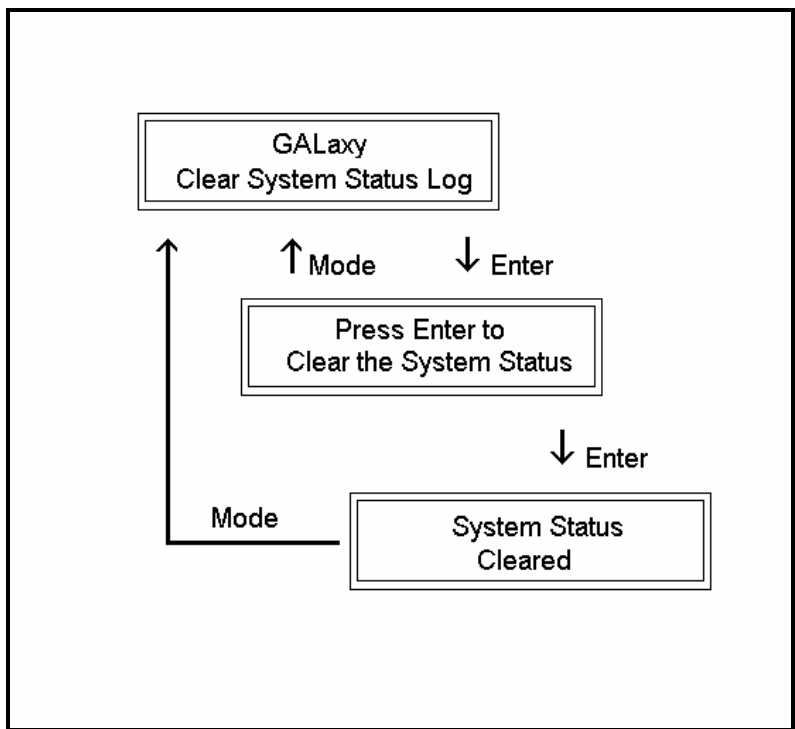 GALaxy
Clear System Status Log
Mode
Enter
Press Enter to
Clear the System Status
Enter
Mode
System Status
Cleared